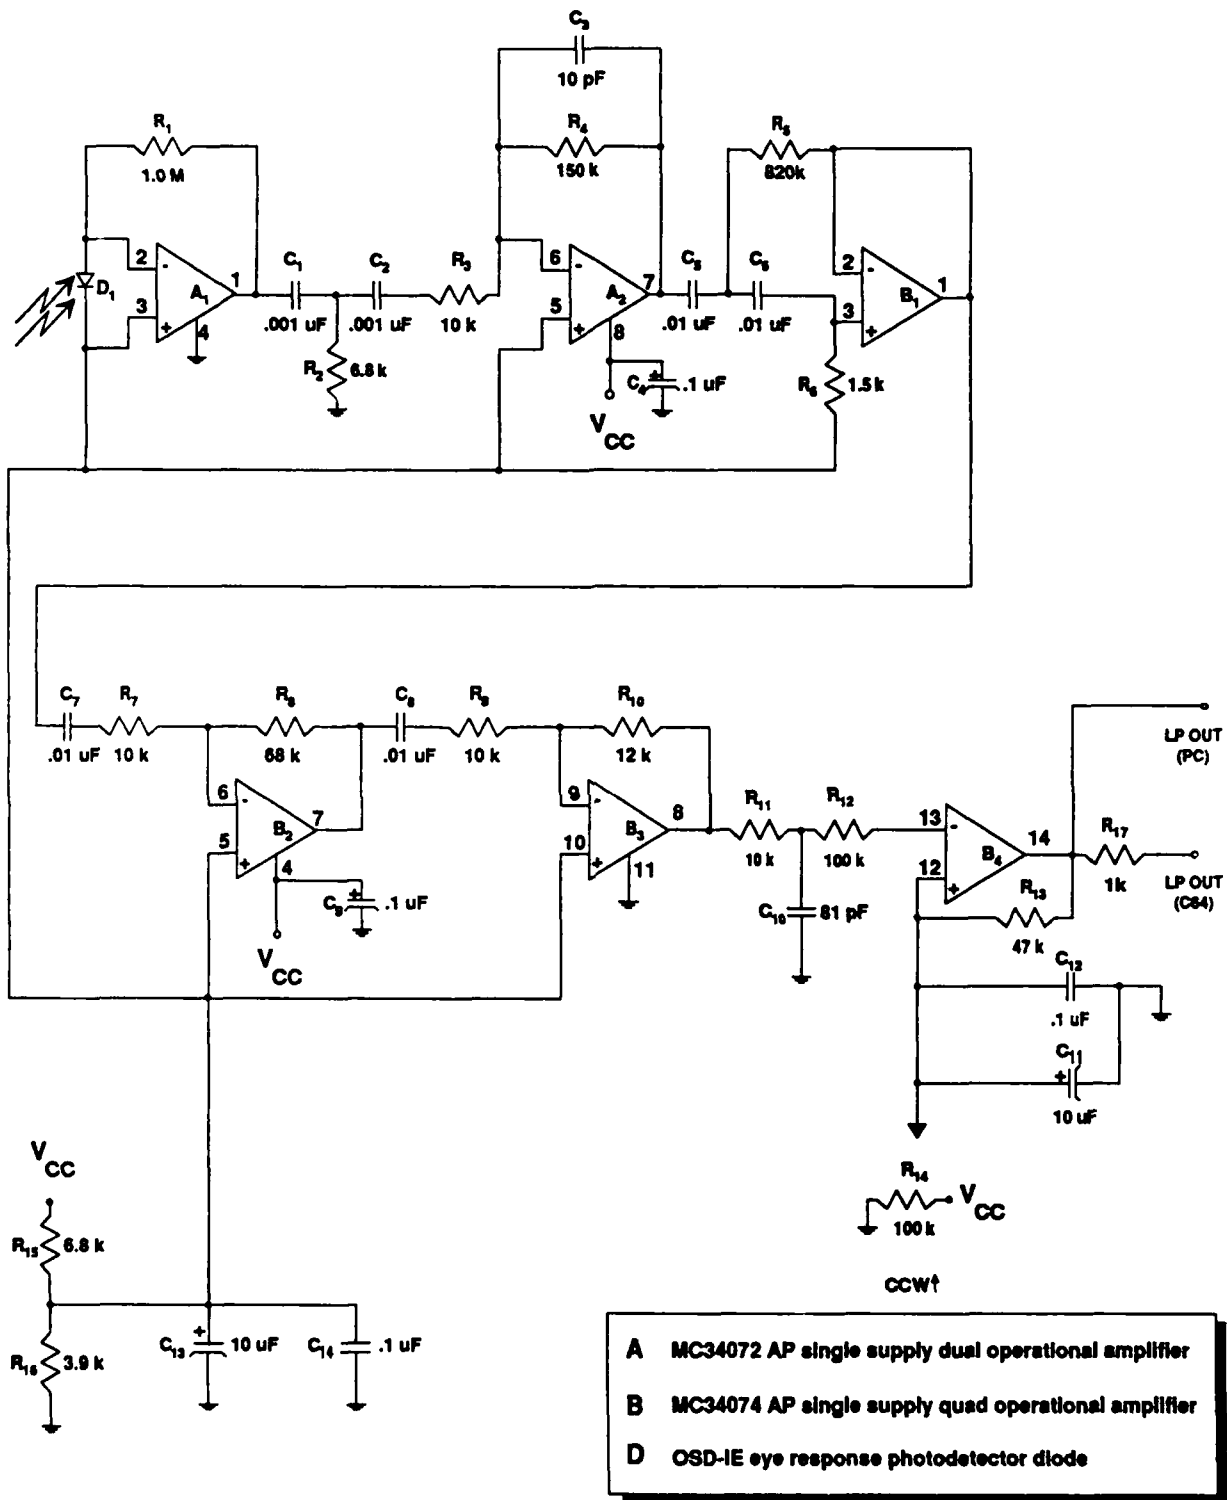 C3
10 pF
R1
R4
R5
1.0 M
150 k
820k
2
-
A1
1
3
+
4
D1
C1
C2
R3
.001 uF
.001 uF
10 k
R2
6.8 k
6
-
A2
7
5
+
8
C4
+
.1 uF
VCC
C5
C6
.01 uF
.01 uF
2
-
B1
1
3
+
R6
1.5 k
C7
R7
R8
C8
R9
R10
.01 uF
10 k
68 k
.01 uF
10 k
12 k
6
-
B2
7
5
+
4
C9
+
.1 uF
VCC
9
-
B3
8
10
+
11
R11
R12
10 k
100 k
C10
81 pF
13
-
B4
14
12
+
R17
1k
LP OUT
(PC)
LP OUT
(C64)
R13
47 k
C12
.1 uF
C11
+
10 uF
R14
100 k
VCC
CCW↑
VCC
R15
6.8 k
R16
3.9 k
+
C13
10 uF
C14
.1 uF
A MC34072 AP single supply dual operational amplifier
B MC34074 AP single supply quad operational amplifier
D OSD-IE eye response photodetector diode